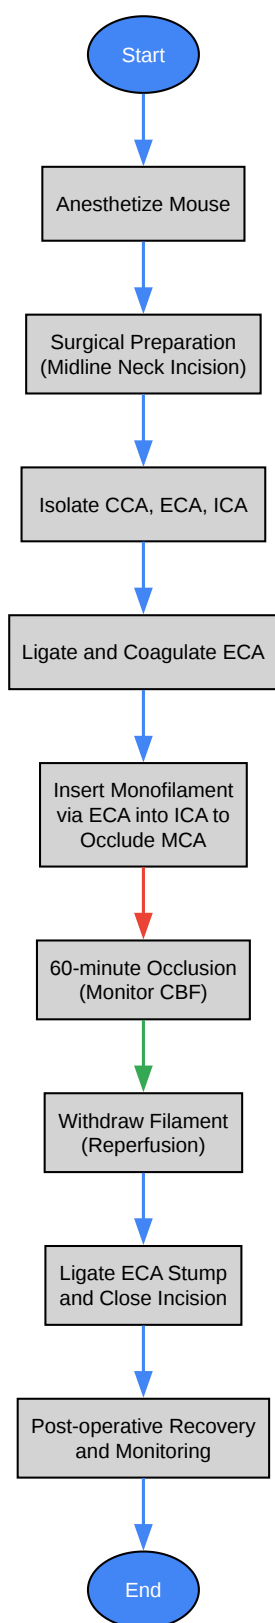 Start
Anesthetize Mouse
Surgical Preparation
(Midline Neck Incision)
Isolate CCA, ECA, ICA
Ligate and Coagulate ECA
Insert Monofilament
via ECA into ICA to
Occlude MCA
60-minute Occlusion
(Monitor CBF)
Withdraw Filament
(Reperfusion)
Ligate ECA Stump
and Close Incision
Post-operative Recovery
and Monitoring
End